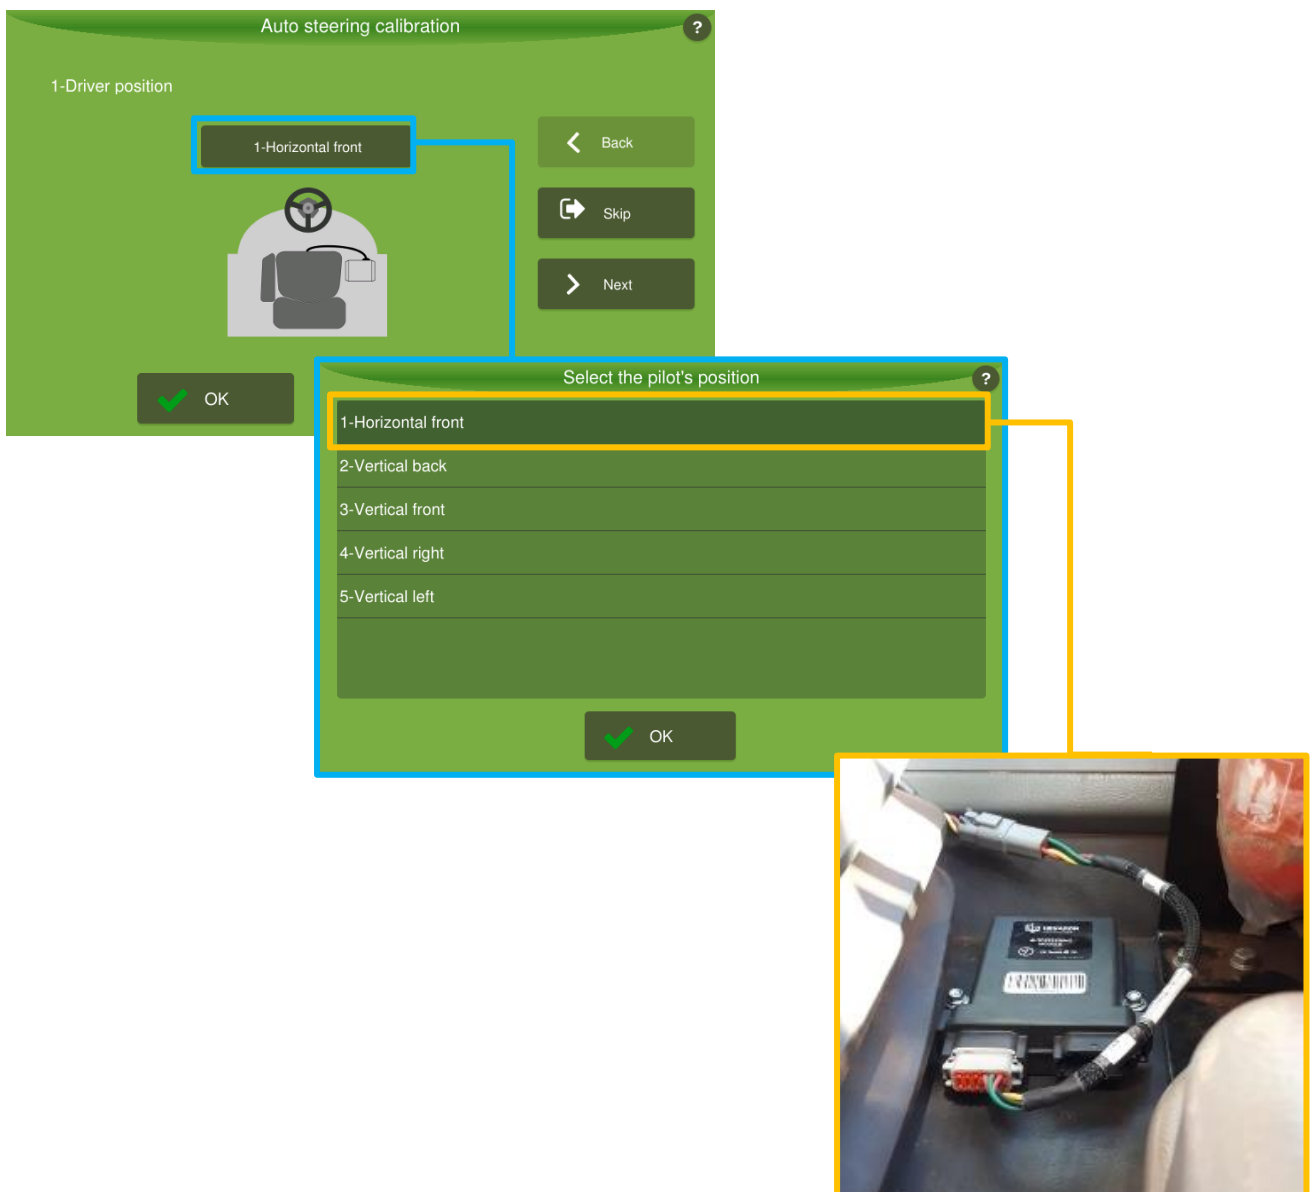 Auto steering calibration
?
1-Driver position
1-Horizontal front
Back
Skip
Next
OK
Select the pilot's position
?
1-Horizontal front
2-Vertical back
3-Vertical front
4-Vertical right
5-Vertical left
OK
HEXAGON